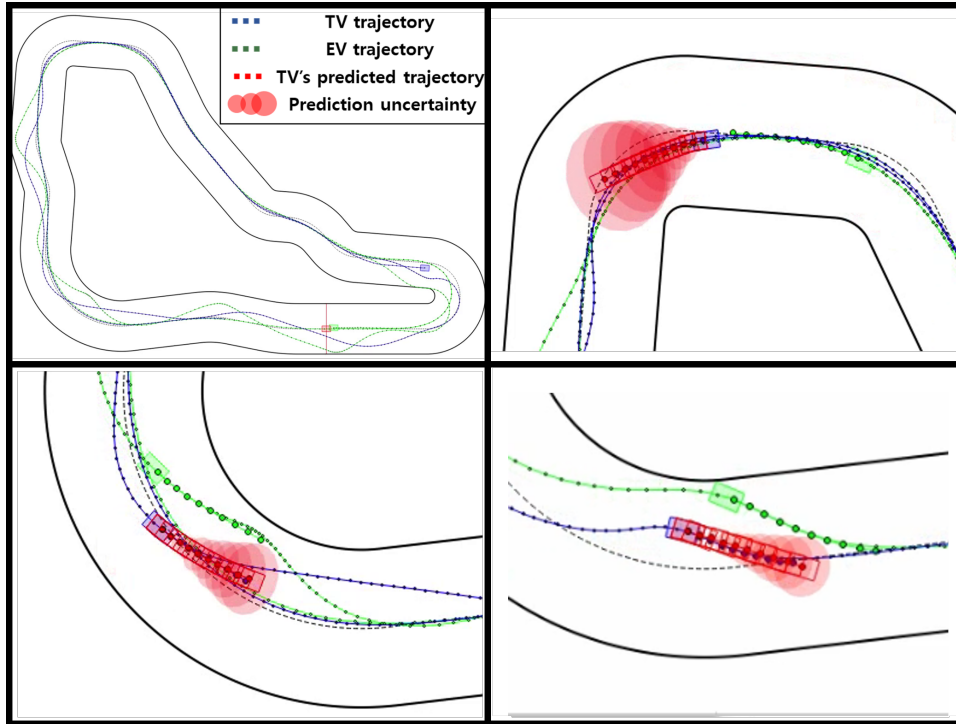 TV trajectory
EV trajectory
TV's predicted trajectory
Prediction uncertainty